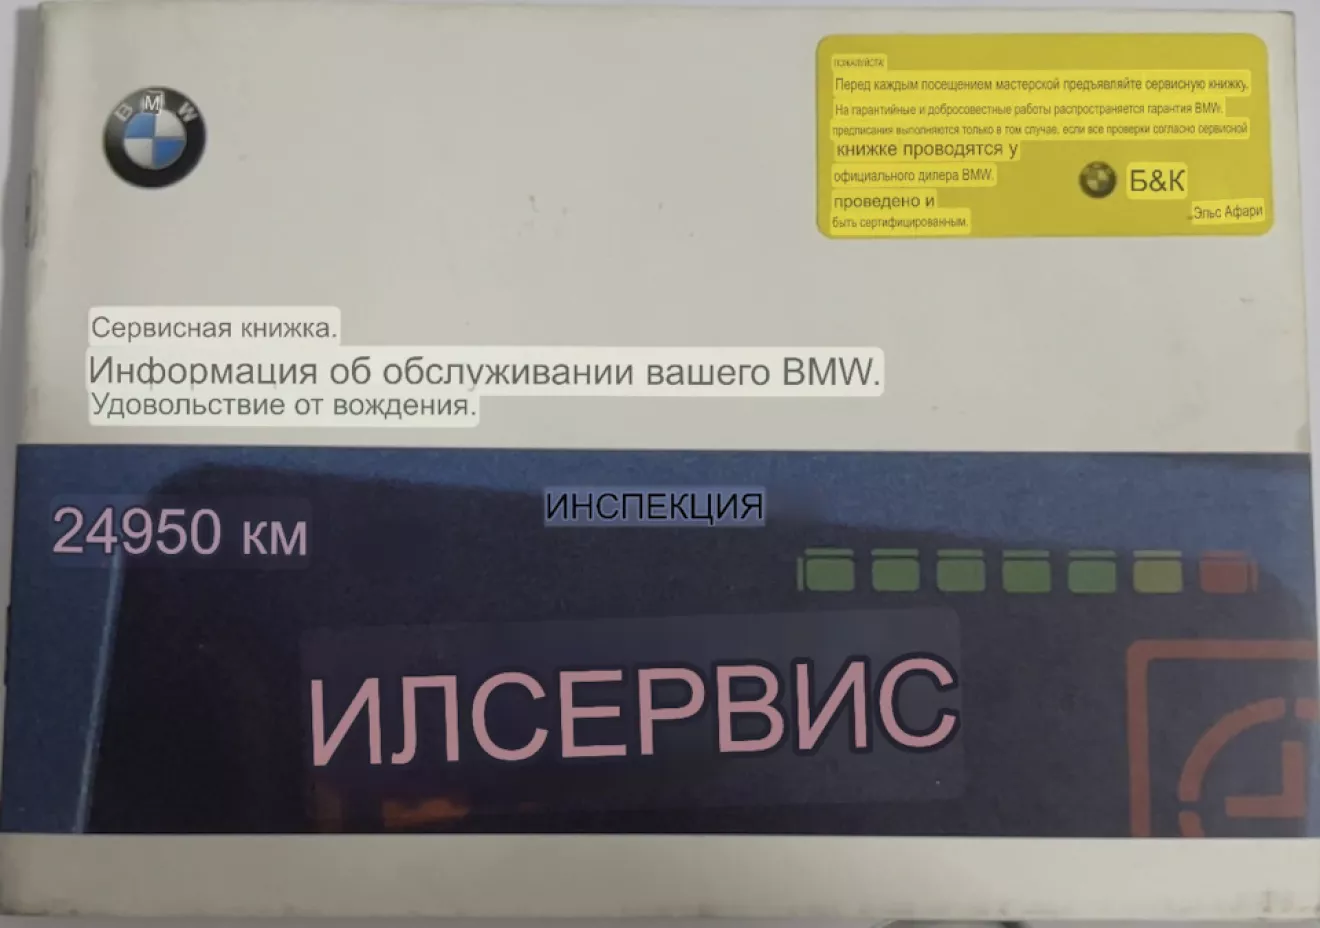 BMW
ПОЖАЛУЙСТА!
Перед каждым посещением мастерской предъявляйте сервисную книжку.
На гарантийные и добросовестные работы распространяется гарантия BMW.
предписания выполняются только в том случае, если все проверки согласно сервисной
книжке проводятся у
официального дилера BMW.
проведено и
быть сертифицированным.
Б&К
Эльс Афари
Сервисная книжка.
Информация об обслуживании вашего BMW.
Удовольствие от вождения.
24950 км
ИНСПЕКЦИЯ
ИЛСЕРВИС